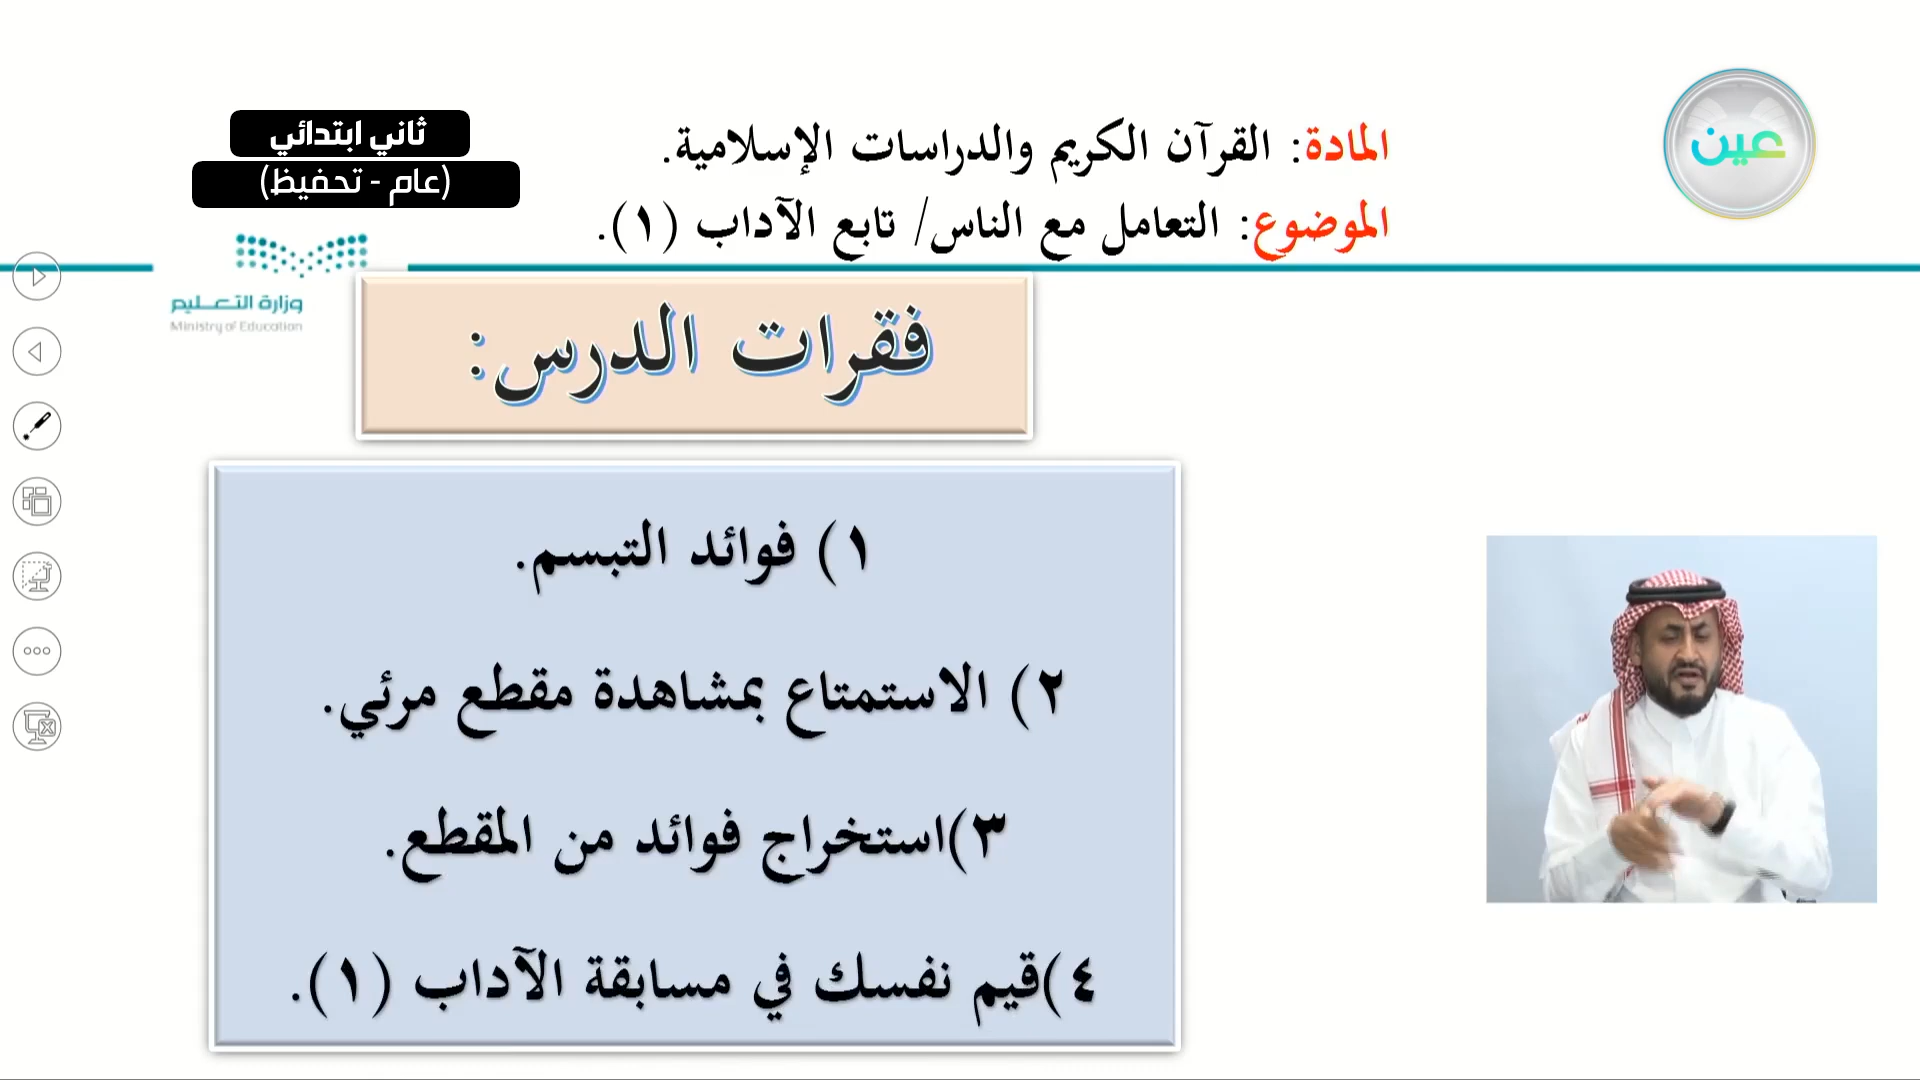 المادة: القرآن الكريم والدراسات الإسلامية.
الموضوع: التعامل مع الناس/ تابع الآداب (١).
عين
ثاني ابتدائي
(عام - تحفيظ)
وزارة التعليم
Ministry of Education
فقرات الدرس:
١) فوائد التبسم.
٢) الاستمتاع بمشاهدة مقطع مرئي.
٣)استخراج فوائد من المقطع.
٤)قيم نفسك في مسابقة الآداب (١).